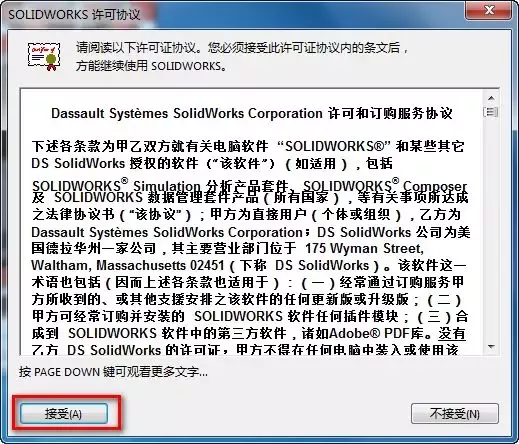 SOLIDWORKS 许可协议
请阅读以下许可证协议。您必须接受此许可证协议内的条文后，
方能继续使用 SOLIDWORKS。
Dassault Systèmes SolidWorks Corporation 许可和订购服务协议
下述各条款为甲乙双方就有关电脑软件 “SOLIDWORKS®” 和某些其它
DS SolidWorks 授权的软件（“该软件”）（如适用），包括
SOLIDWORKS® Simulation 分析产品套件、SOLIDWORKS® Composer
及 SOLIDWORKS 数据管理套件产品（所有国家），等有关事项所达成
之法律协议书（“该协议”）；甲方为直接用户（个体或组织），乙方为
Dassault Systèmes SolidWorks Corporation；DS SolidWorks 公司为美
国德拉华州一家公司，其主要营业部门位于 175 Wyman Street,
Waltham, Massachusetts 02451（下称 DS SolidWorks）。该软件这一
术语也包括（因而上述各条款也适用于）：（一）经常通过订购服务甲
方所收到的、或其他支援安排之该软件的任何更新版或升级版；（二）
甲方可经常订购并安装的 SOLIDWORKS 软件任何插件模块；（三）合
成到 SOLIDWORKS 软件中的第三方软件，诸如Adobe® PDF库。没有
乙方 DS SolidWorks 的许可证，甲方不得在任何电脑中装入或使用该
按 PAGE DOWN 键可观看更多文字...
接受(A)
不接受(N)